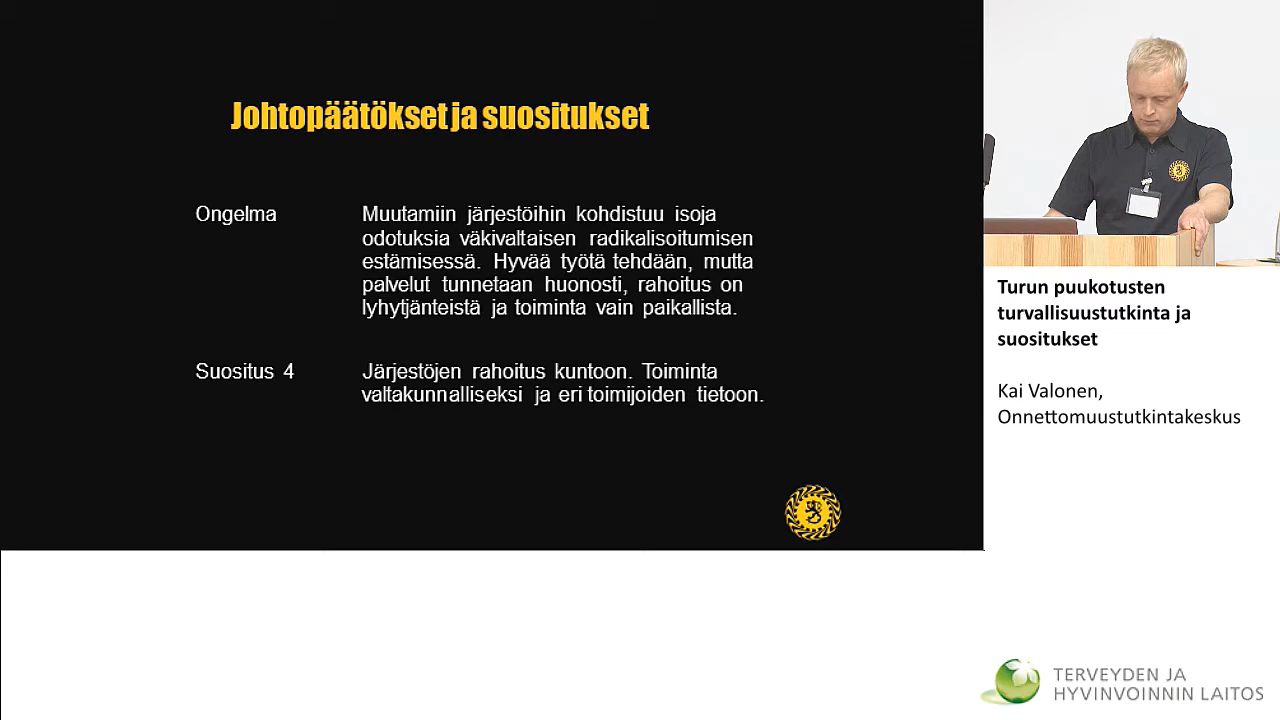 Johtopäätökset ja suositukset
Ongelma
Muutamiin järjestöihin kohdistuu isoja
odotuksia väkivaltaisen radikalisoitumisen
estämisessä. Hyvää työtä tehdään, mutta
palvelut tunnetaan huonosti, rahoitus on
lyhytjänteistä ja toiminta vain paikallista.
Suositus 4
Järjestöjen rahoitus kuntoon. Toiminta
valtakunnalliseksi ja eri toimijoiden tietoon.
Turun puukotusten
turvallisuustutkinta ja
suositukset
Kai Valonen,
Onnettomuustutkintakeskus
TERVEYDEN JA
HYVINVOINNIN LAITOS